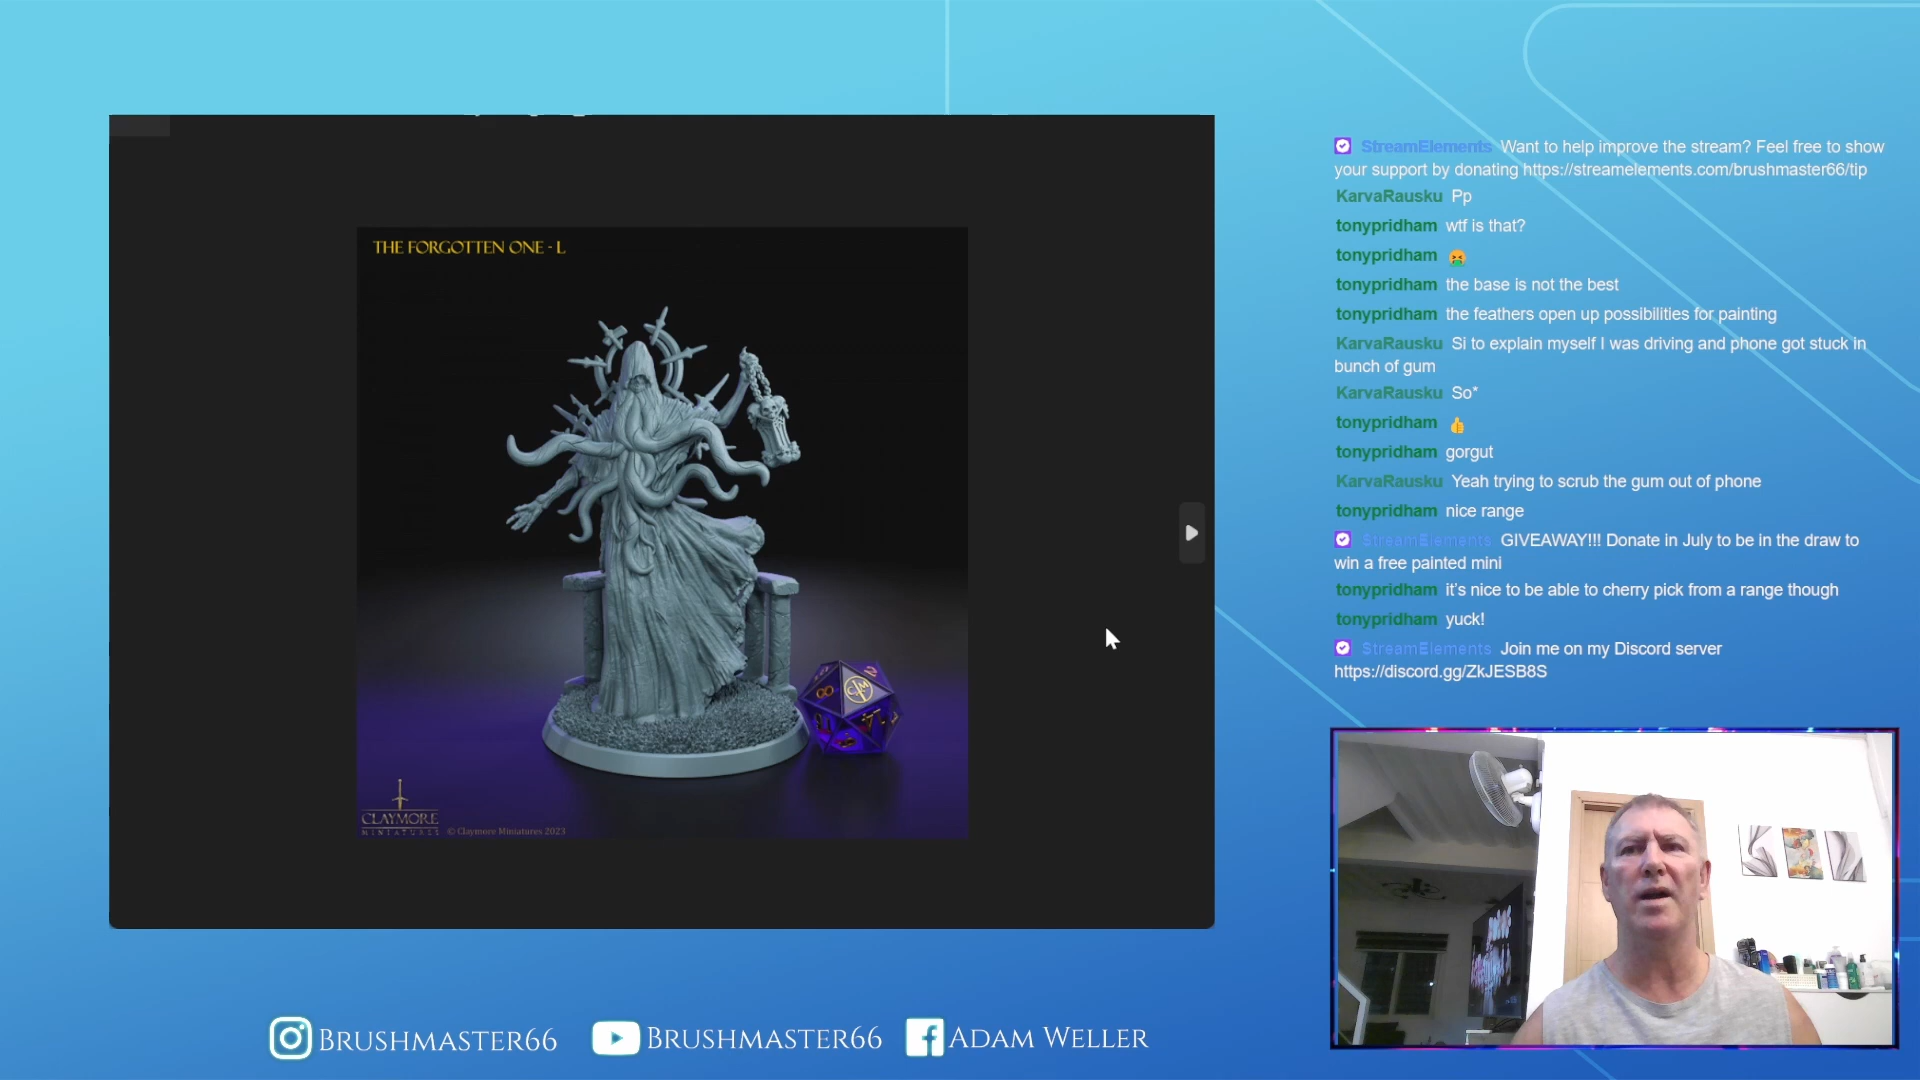 THE FORGOTTEN ONE - L
CLAYMORE
MINIATURES
© Claymore Miniatures 2023
StreamElements Want to help improve the stream? Feel free to show
your support by donating https://streamelements.com/brushmaster66/tip
KarvaRausku Pp
tonypridham wtf is that?
tonypridham 🤮
tonypridham the base is not the best
tonypridham the feathers open up possibilities for painting
KarvaRausku Si to explain myself I was driving and phone got stuck in
bunch of gum
KarvaRausku So*
tonypridham 👍
tonypridham gorgut
KarvaRausku Yeah trying to scrub the gum out of phone
tonypridham nice range
StreamElements GIVEAWAY!!! Donate in July to be in the draw to
win a free painted mini
tonypridham it's nice to be able to cherry pick from a range though
tonypridham yuck!
StreamElements Join me on my Discord server
https://discord.gg/ZkJESB8S
BRUSHMASTER66
BRUSHMASTER66
ADAM WELLER